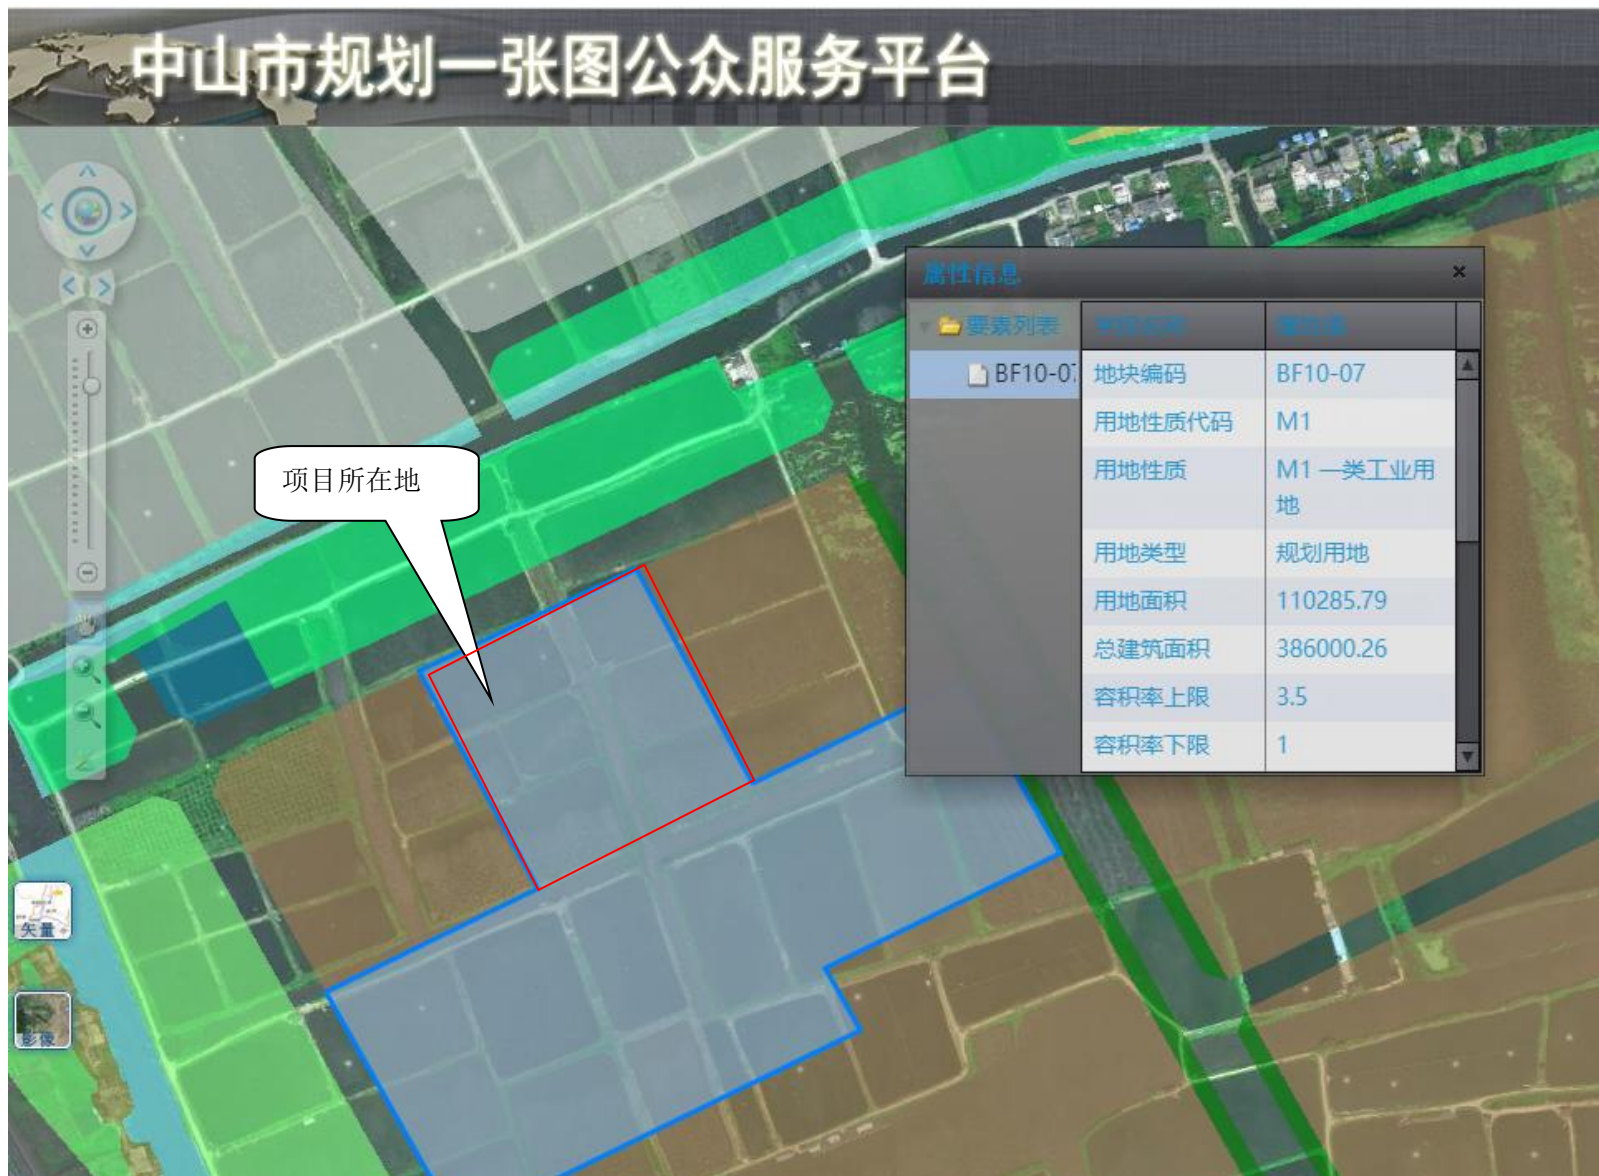 中山市规划一张图公众服务平台
属性信息
×
要素列表
BF10-07
地块编码 BF10-07
用地性质代码 M1
用地性质 M1 一类工业用
地
用地类型 规划用地
用地面积 110285.79
总建筑面积 386000.26
容积率上限 3.5
容积率下限 1
项目所在地
矢量
影像